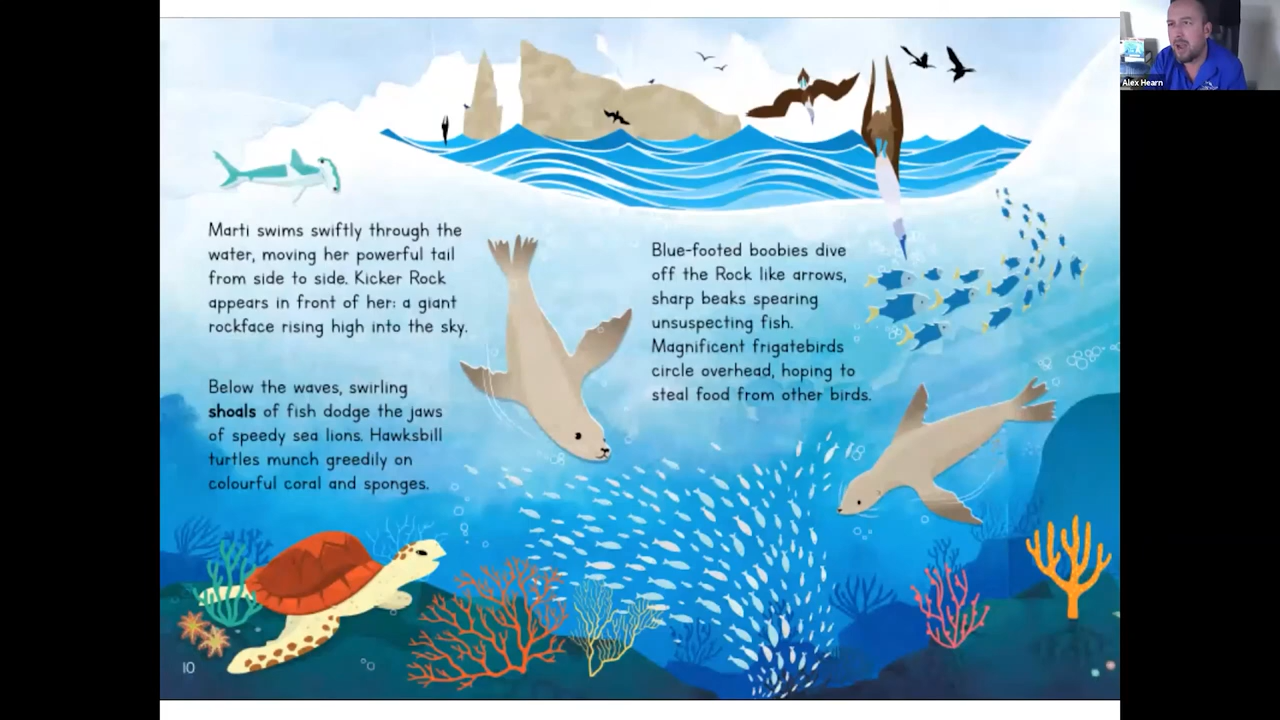 Alex Hearn
Marti swims swiftly through the
water, moving her powerful tail
from side to side. Kicker Rock
appears in front of her: a giant
rockface rising high into the sky.
Below the waves, swirling
shoals of fish dodge the jaws
of speedy sea lions. Hawksbill
turtles munch greedily on
colourful coral and sponges.
Blue-footed boobies dive
off the Rock like arrows,
sharp beaks spearing
unsuspecting fish.
Magnificent frigatebirds
circle overhead, hoping to
steal food from other birds.
10